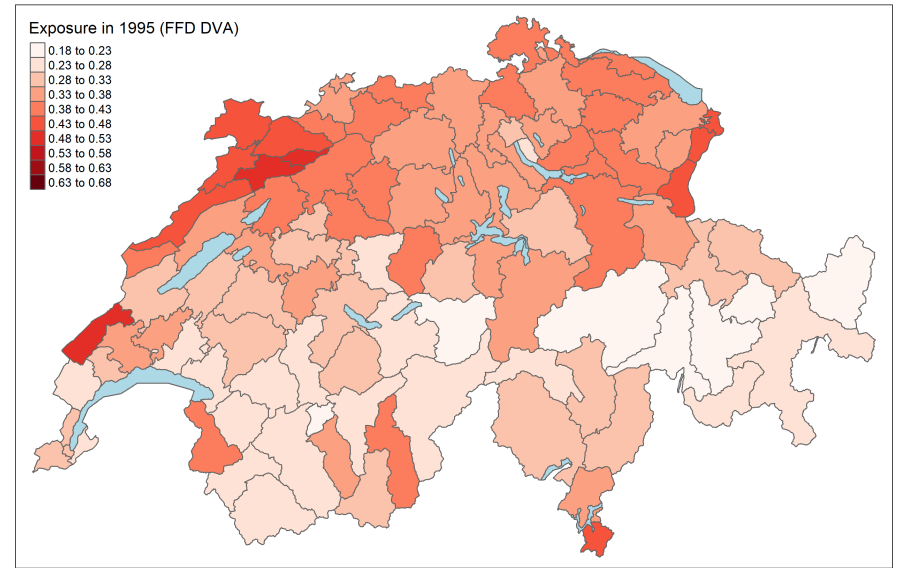 Exposure in 1995 (FFD DVA)
0.18 to 0.23
0.23 to 0.28
0.28 to 0.33
0.33 to 0.38
0.38 to 0.43
0.43 to 0.48
0.48 to 0.53
0.53 to 0.58
0.58 to 0.63
0.63 to 0.68